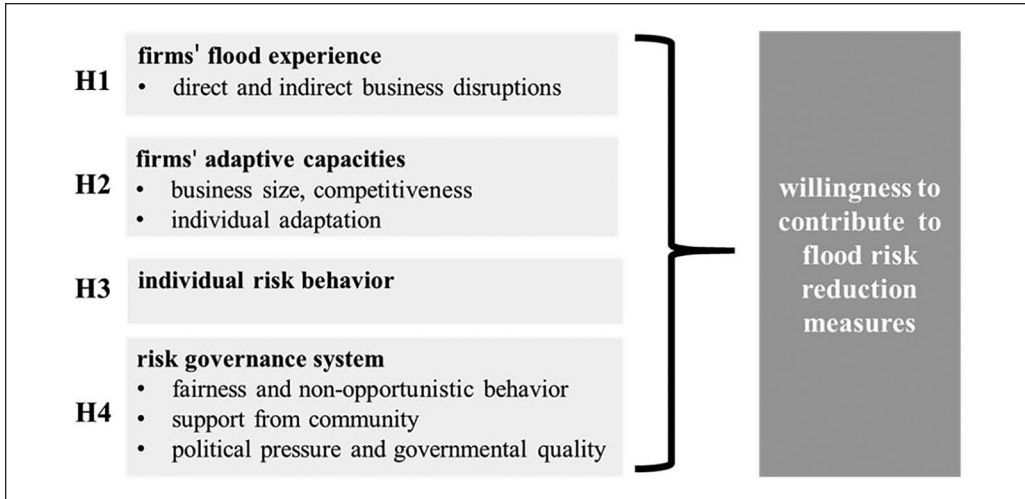 H1
firms' flood experience
• direct and indirect business disruptions
H2
firms' adaptive capacities
• business size, competitiveness
• individual adaptation
H3
individual risk behavior
H4
risk governance system
• fairness and non-opportunistic behavior
• support from community
• political pressure and governmental quality
willingness to
contribute to
flood risk
reduction
measures